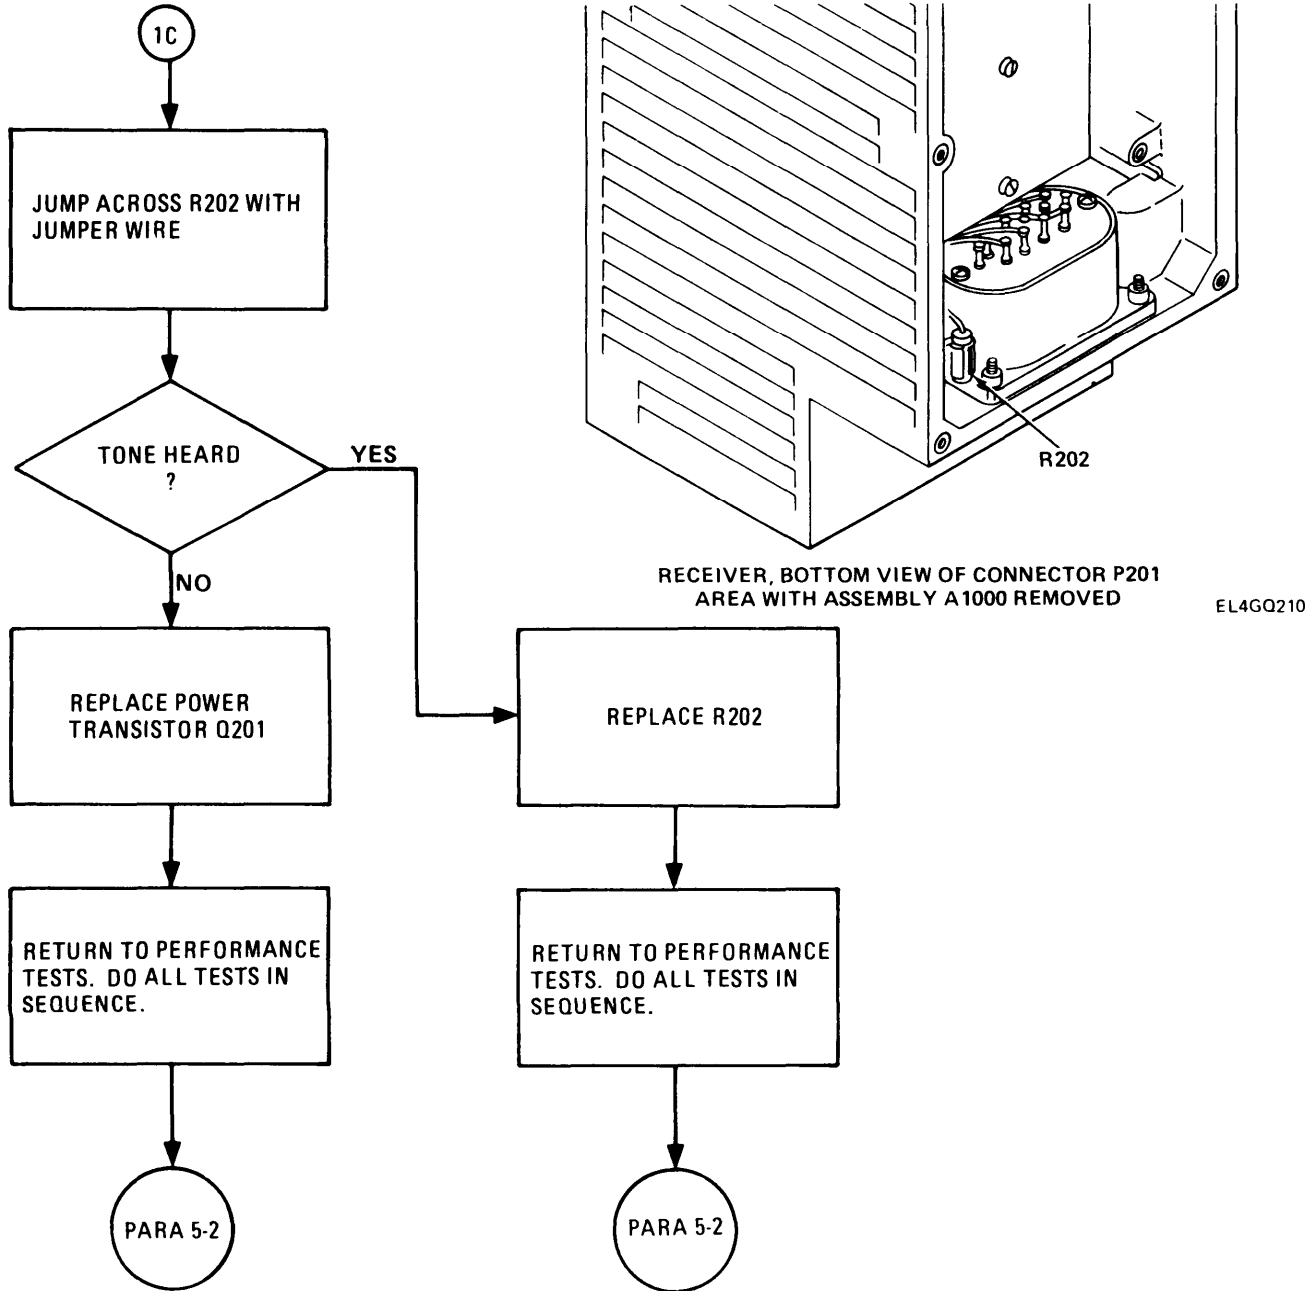 1C
JUMP ACROSS R202 WITH
JUMPER WIRE
TONE HEARD
?
YES
NO
R202
RECEIVER, BOTTOM VIEW OF CONNECTOR P201
AREA WITH ASSEMBLY A1000 REMOVED
EL4GQ210
REPLACE POWER
TRANSISTOR Q201
REPLACE R202
RETURN TO PERFORMANCE
TESTS. DO ALL TESTS IN
SEQUENCE.
RETURN TO PERFORMANCE
TESTS. DO ALL TESTS IN
SEQUENCE.
PARA 5-2
PARA 5-2